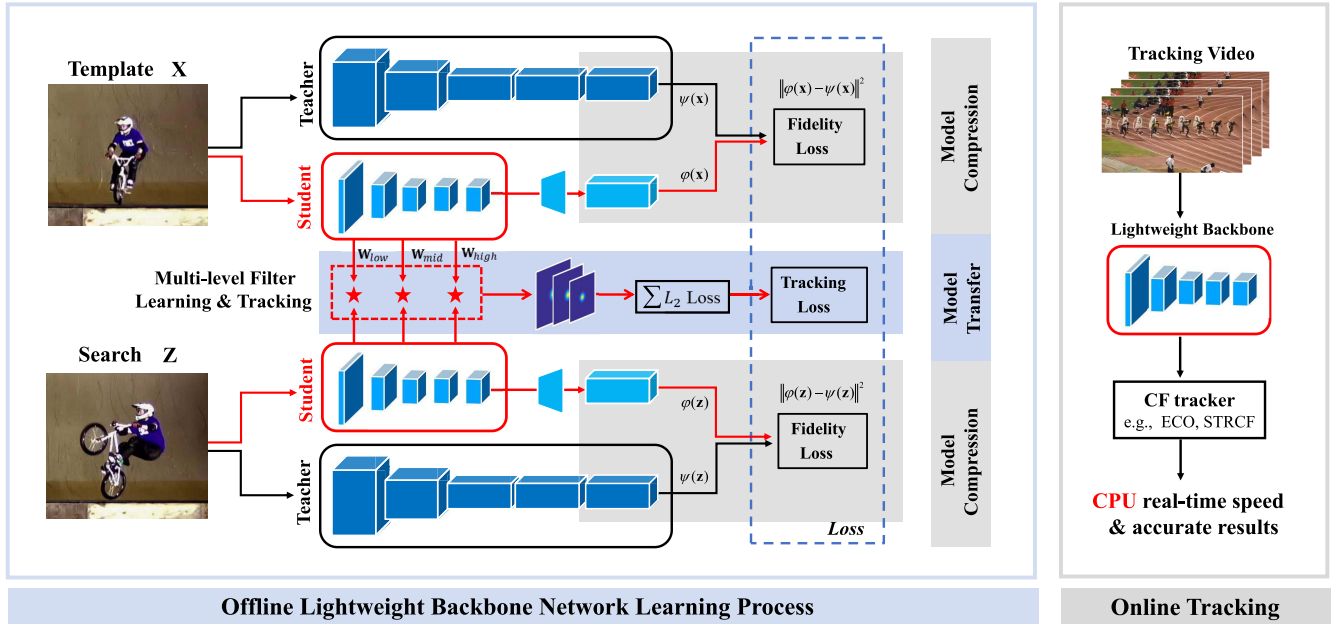 Template X
Teacher
ψ(x)
‖φ(x)−ψ(x)‖²
Fidelity
Loss
Model
Compression
Student
φ(x)
W_low
W_mid
W_high
Multi-level Filter
Learning & Tracking
∑L₂ Loss
Tracking
Loss
Model
Transfer
Search Z
Student
φ(z)
‖φ(z)−ψ(z)‖²
Fidelity
Loss
Model
Compression
Teacher
ψ(z)
Loss
Offline Lightweight Backbone Network Learning Process
Tracking Video
Lightweight Backbone
CF tracker
e.g., ECO, STRCF
CPU real-time speed
& accurate results
Online Tracking